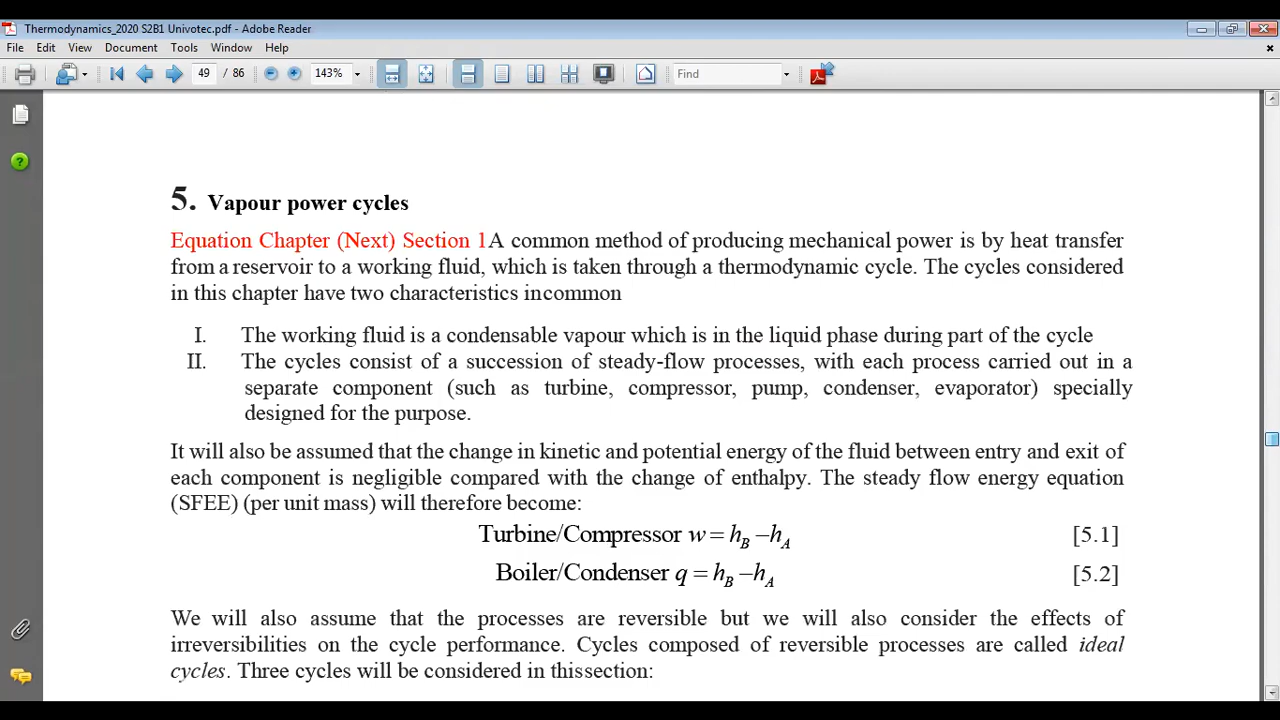 Thermodynamics_2020 S2B1 Univotec.pdf - Adobe Reader
File Edit View Document Tools Window Help
49 / 86 143% Find
5. Vapour power cycles
Equation Chapter (Next) Section 1A common method of producing mechanical power is by heat transfer
from a reservoir to a working fluid, which is taken through a thermodynamic cycle. The cycles considered
in this chapter have two characteristics incommon
I. The working fluid is a condensable vapour which is in the liquid phase during part of the cycle
II. The cycles consist of a succession of steady-flow processes, with each process carried out in a
separate component (such as turbine, compressor, pump, condenser, evaporator) specially
designed for the purpose.
It will also be assumed that the change in kinetic and potential energy of the fluid between entry and exit of
each component is negligible compared with the change of enthalpy. The steady flow energy equation
(SFEE) (per unit mass) will therefore become:
Turbine/Compressor w = h_B – h_A [5.1]
Boiler/Condenser q = h_B – h_A [5.2]
We will also assume that the processes are reversible but we will also consider the effects of
irreversibilities on the cycle performance. Cycles composed of reversible processes are called ideal
cycles. Three cycles will be considered in thissection: